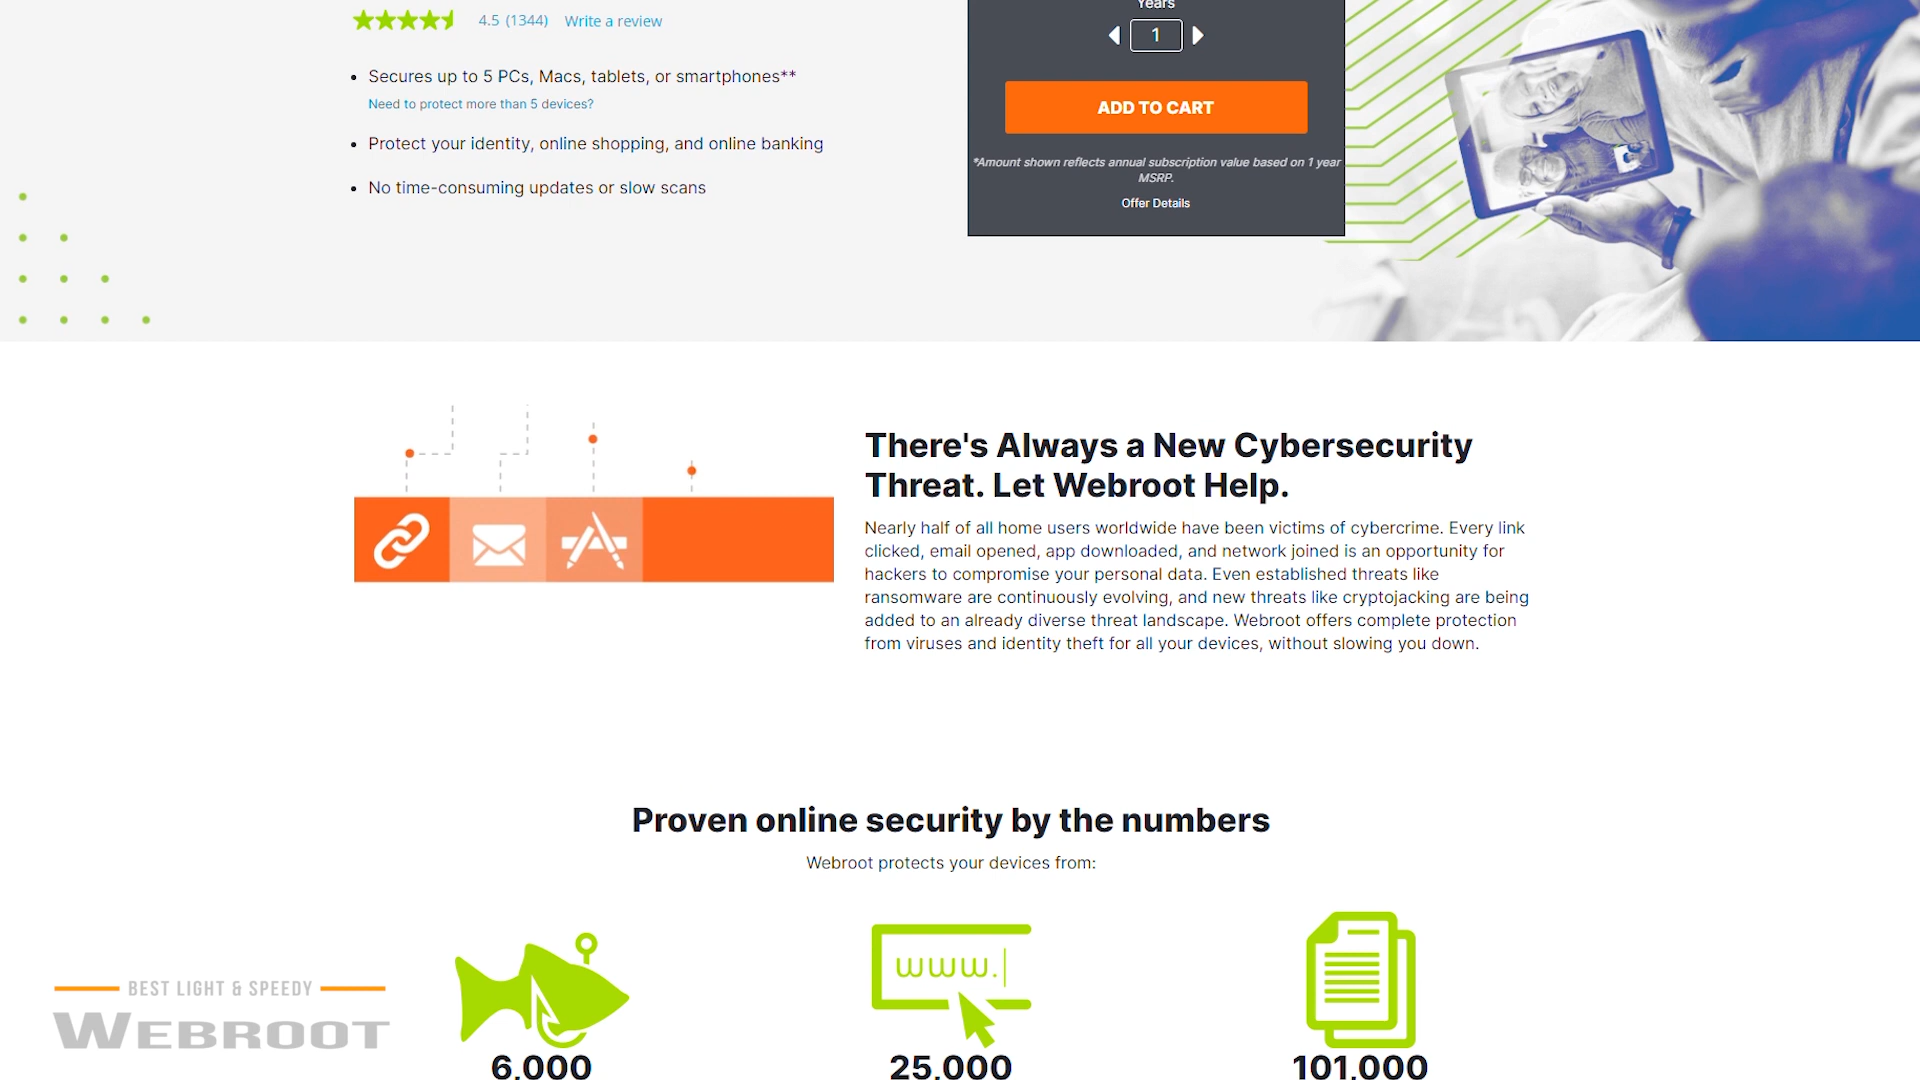 Years
4.5 (1344) Write a review
1
Secures up to 5 PCs, Macs, tablets, or smartphones**
Need to protect more than 5 devices?
ADD TO CART
Protect your identity, online shopping, and online banking
*Amount shown reflects annual subscription value based on 1 year
MSRP.
No time-consuming updates or slow scans
Offer Details
There's Always a New Cybersecurity
Threat. Let Webroot Help.
Nearly half of all home users worldwide have been victims of cybercrime. Every link
clicked, email opened, app downloaded, and network joined is an opportunity for
hackers to compromise your personal data. Even established threats like
ransomware are continuously evolving, and new threats like cryptojacking are being
added to an already diverse threat landscape. Webroot offers complete protection
from viruses and identity theft for all your devices, without slowing you down.
Proven online security by the numbers
Webroot protects your devices from:
www.
BEST LIGHT & SPEEDY
WEBROOT
6,000
25,000
101,000